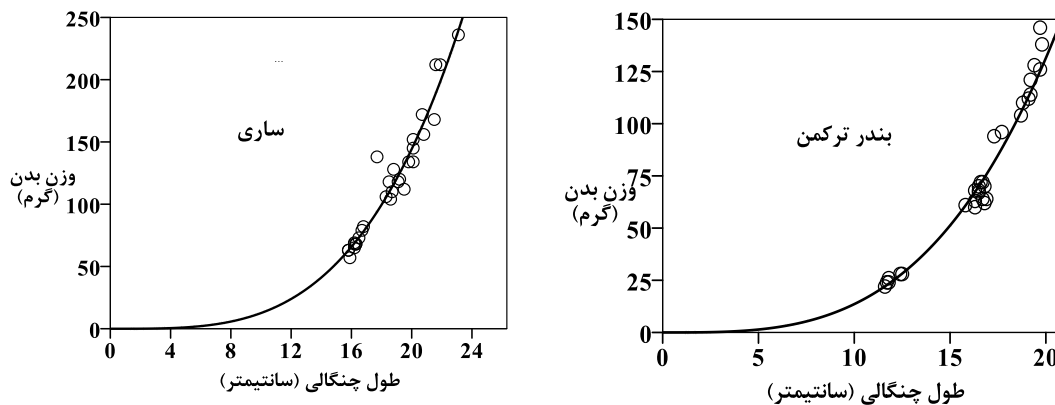 250
200
150
100
50
0
...
ساری
وزن بدن
(گرم)
0 4 8 12 16 20 24
طول چنگالی (سانتیمتر)
150
125
100
75
50
25
0
بندر ترکمن
وزن بدن
(گرم)
0 5 10 15 20
طول چنگالی (سانتیمتر)